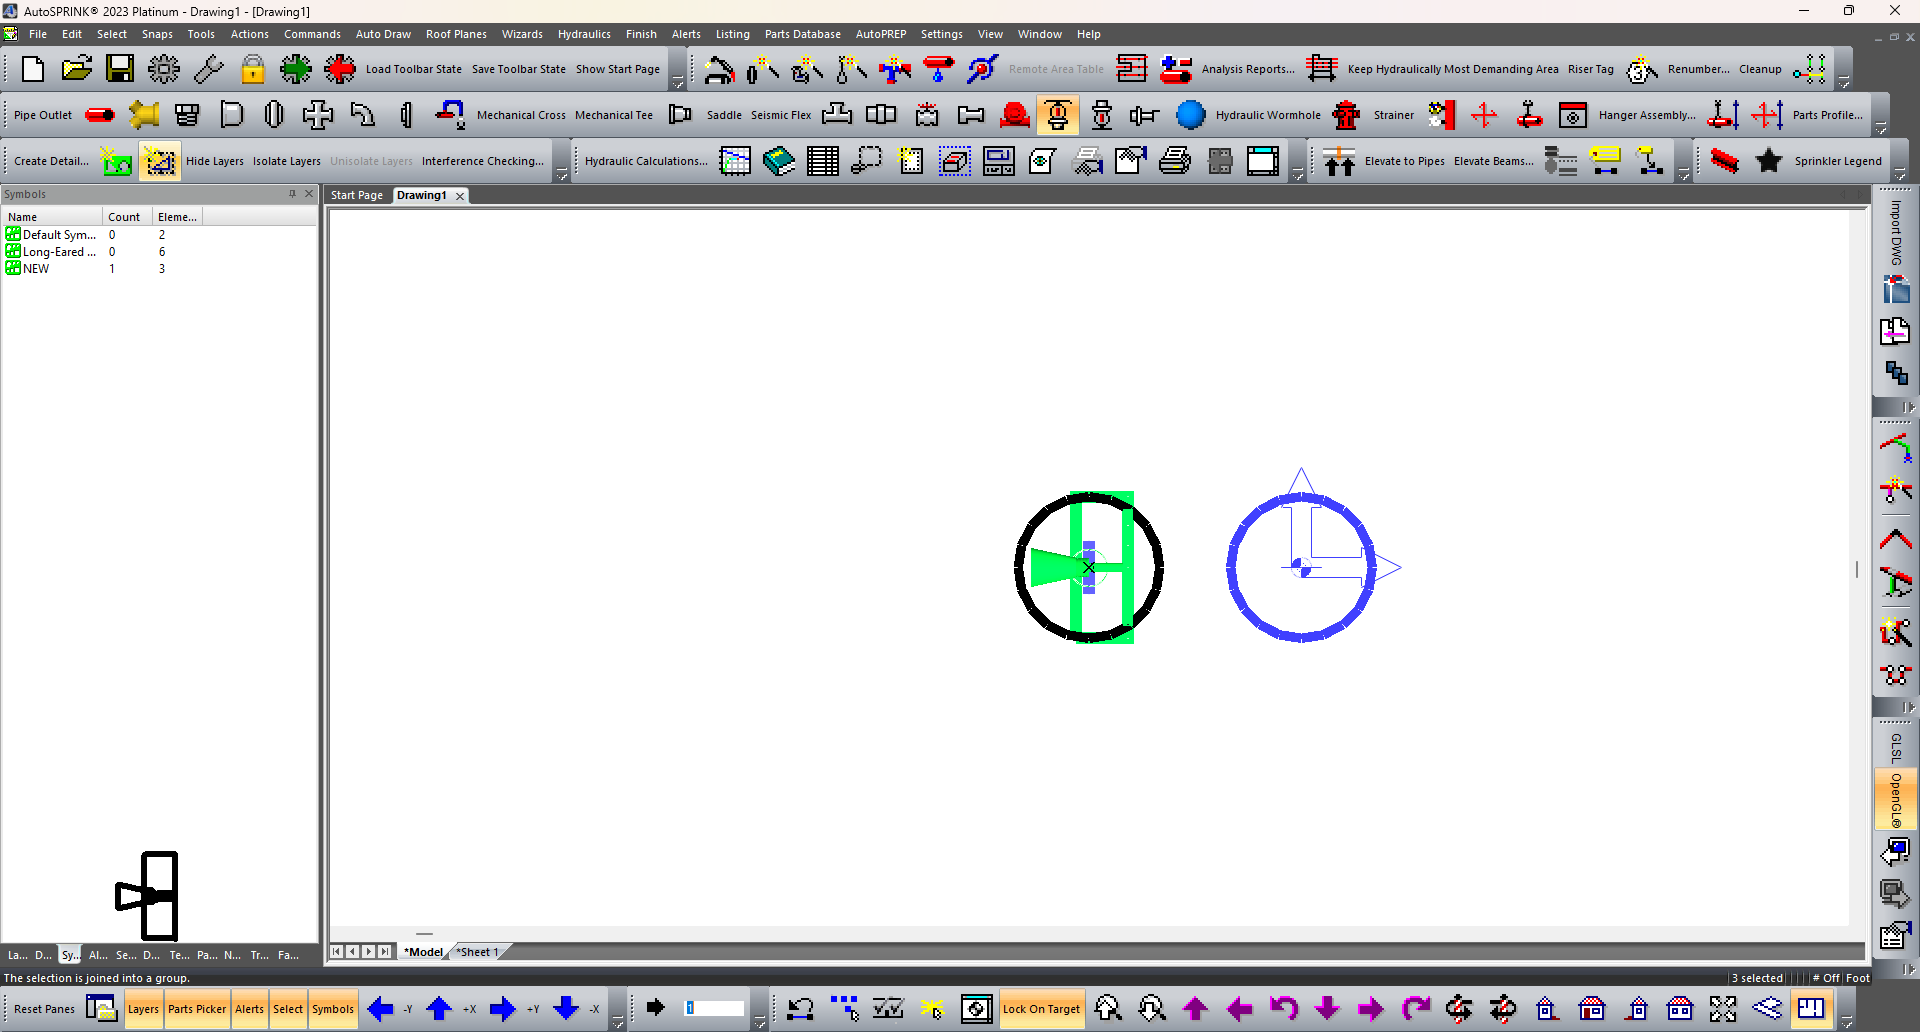 AutoSPRINK® 2023 Platinum - Drawing1 - [Drawing1]
File Edit Select Snaps Tools Actions Commands Auto Draw Roof Planes Wizards Hydraulics Finish Alerts Listing Parts Database AutoPREP Settings View Window Help
Load Toolbar State Save Toolbar State Show Start Page Remote Area Table Analysis Reports... Keep Hydraulically Most Demanding Area Riser Tag Renumber... Cleanup
Pipe Outlet Mechanical Cross Mechanical Tee Saddle Seismic Flex Hydraulic Wormhole Strainer Hanger Assembly... Parts Profile...
Create Detail... Hide Layers Isolate Layers Unisolate Layers Interference Checking... Hydraulic Calculations... Elevate to Pipes Elevate Beams... Sprinkler Legend
Symbols
Start Page Drawing1
Name Count Eleme...
Default Sym... 0 2
Long-Eared ... 0 6
NEW 1 3
Import DWG
GLSL
OpenGL®
La... D... Sy... Al... Se... D... Te... Pa... N... Tr... Fa...
*Model *Sheet 1
The selection is joined into a group.
3 selected # Off Foot
Reset Panes Layers Parts Picker Alerts Select Symbols -Y +X +Y -X 1 Lock On Target